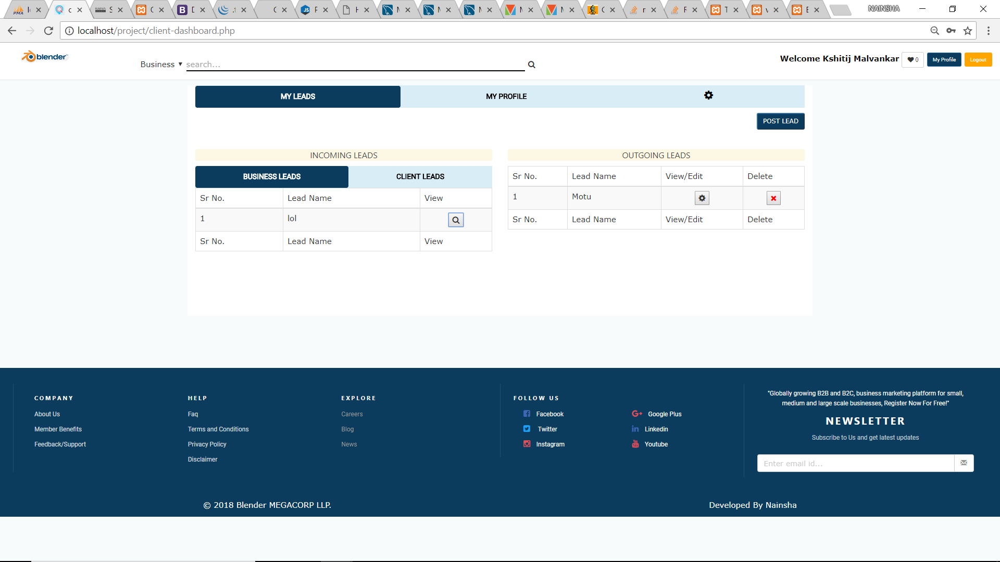 NAINSHA
localhost/project/client-dashboard.php
blender
Business ▼ search...
Welcome Kshitij Malvankar
0
My Profile
Logout
MY LEADS
MY PROFILE
POST LEAD
INCOMING LEADS
BUSINESS LEADS
CLIENT LEADS
Sr No. Lead Name View
1 lol
Sr No. Lead Name View
OUTGOING LEADS
Sr No. Lead Name View/Edit Delete
1 Motu
Sr No. Lead Name View/Edit Delete
COMPANY
About Us
Member Benefits
Feedback/Support
HELP
Faq
Terms and Conditions
Privacy Policy
Disclaimer
EXPLORE
Careers
Blog
News
FOLLOW US
Facebook
Twitter
Instagram
Google Plus
Linkedin
Youtube
"Globally growing B2B and B2C, business marketing platform for small,
medium and large scale businesses, Register Now For Free!"
NEWSLETTER
Subscribe to Us and get latest updates
Enter email id...
© 2018 Blender MEGACORP LLP.
Developed By Nainsha